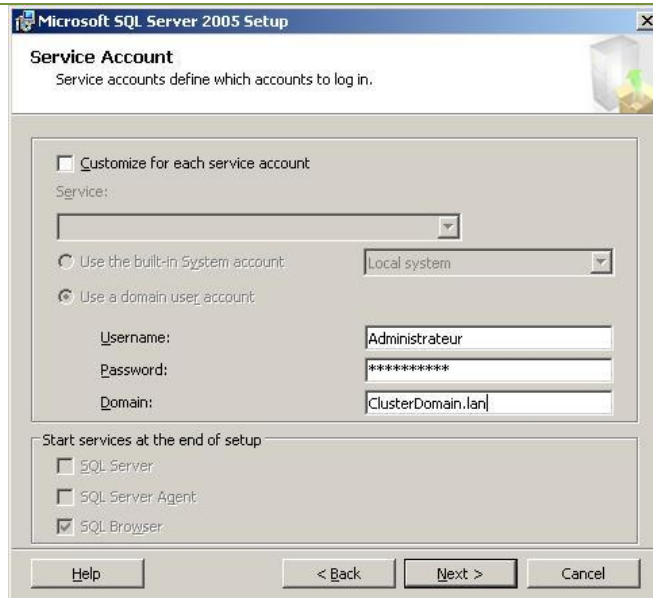 Microsoft SQL Server 2005 Setup
Service Account
Service accounts define which accounts to log in.
Customize for each service account
Service:
Use the built-in System account
Local system
Use a domain user account
Username:
Administrateur
Password:
**********
Domain:
ClusterDomain.lan
Start services at the end of setup
SQL Server
SQL Server Agent
SQL Browser
Help
< Back
Next >
Cancel